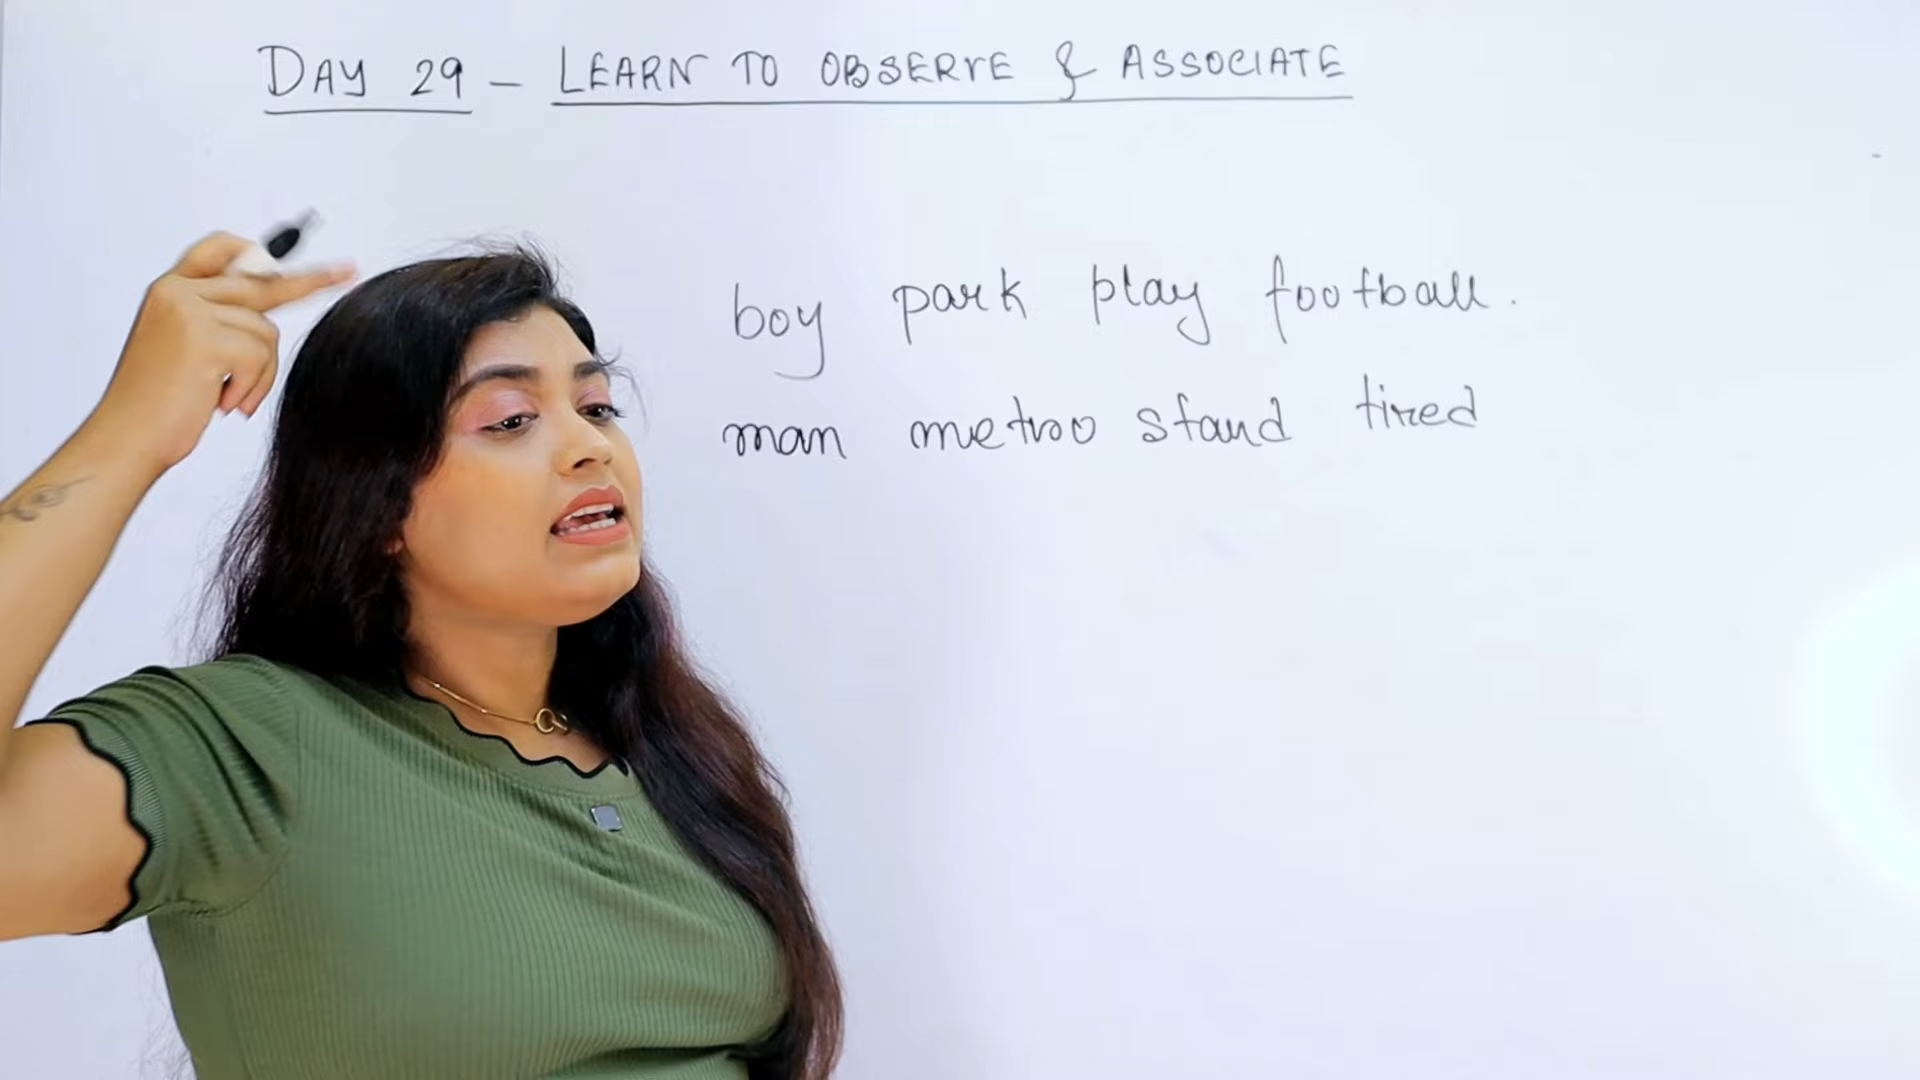 DAY 29 - LEARN TO OBSERVE & ASSOCIATE
boy park play football.
man metro stand tired